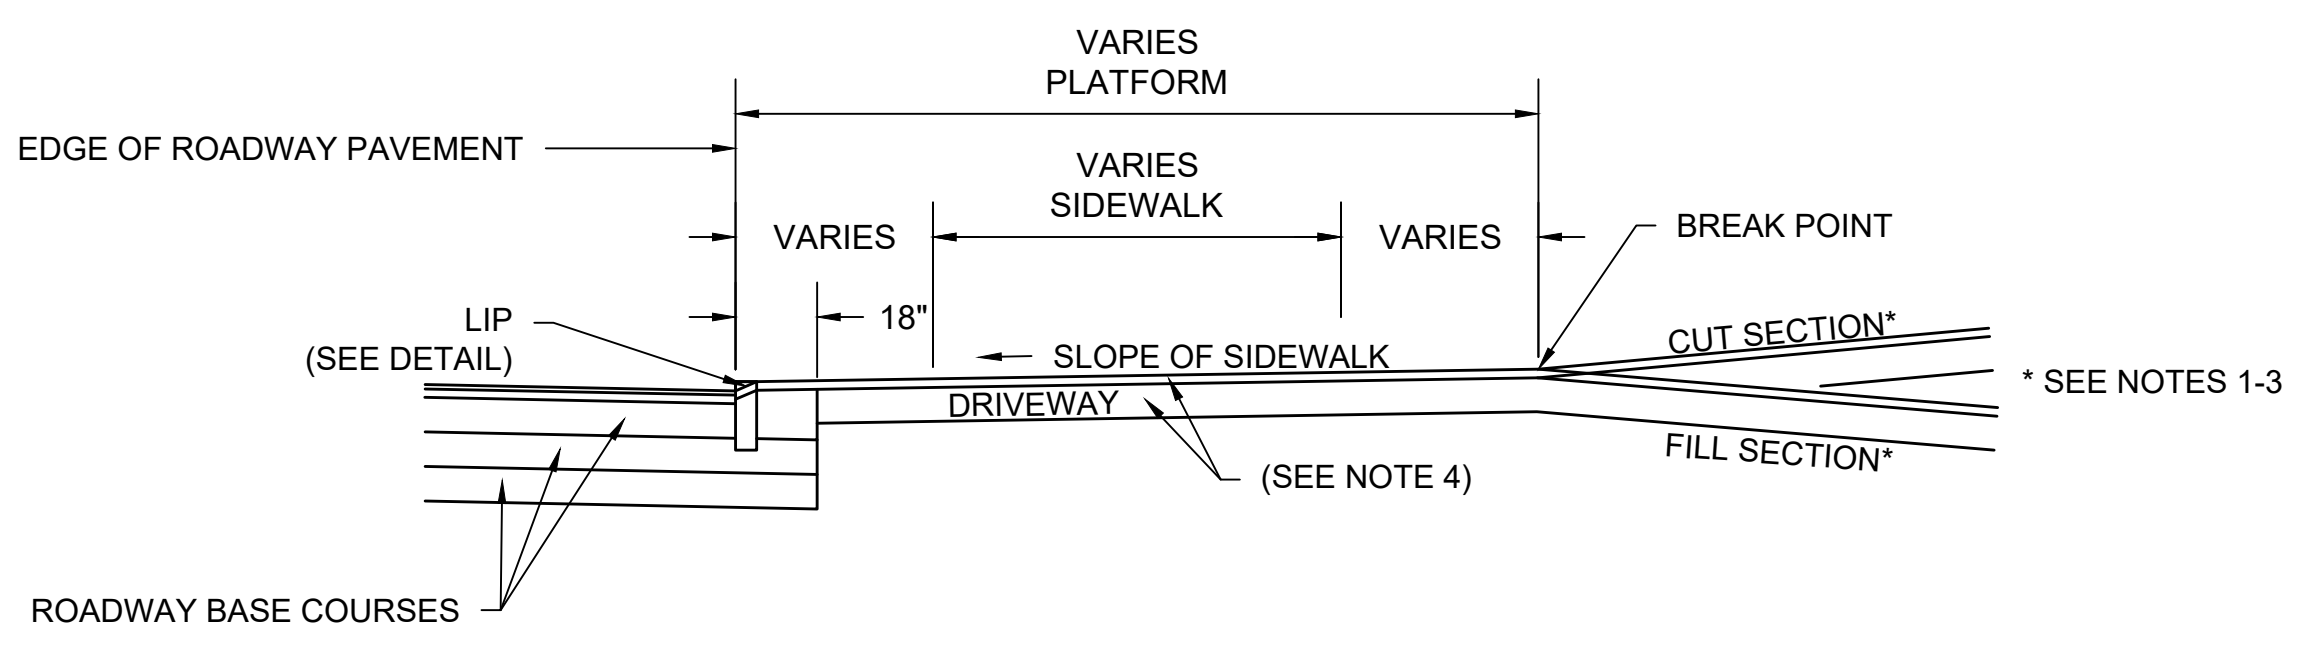 VARIES
PLATFORM
EDGE OF ROADWAY PAVEMENT
VARIES
SIDEWALK
VARIES
VARIES
BREAK POINT
LIP
(SEE DETAIL)
18"
SLOPE OF SIDEWALK
CUT SECTION*
* SEE NOTES 1-3
DRIVEWAY
FILL SECTION*
(SEE NOTE 4)
ROADWAY BASE COURSES